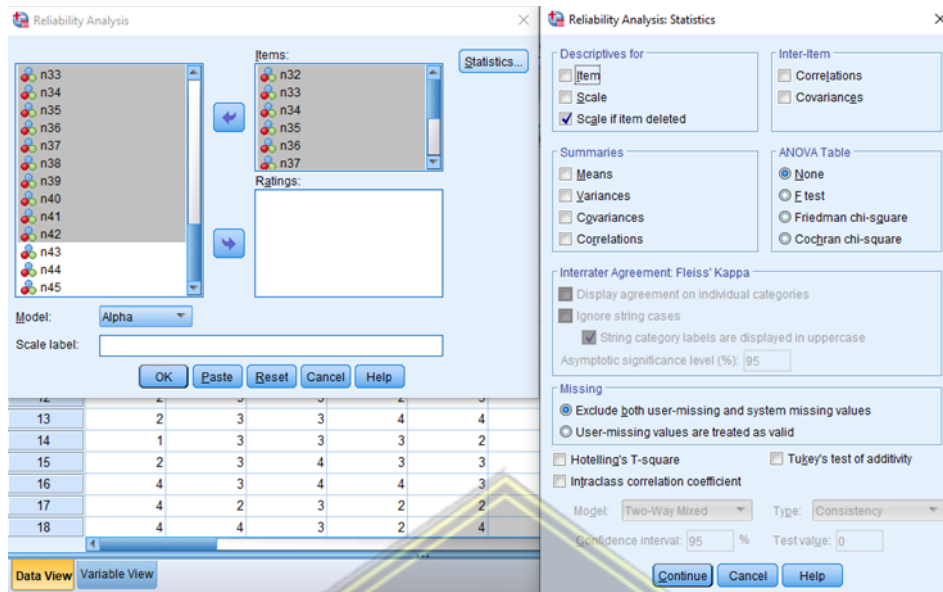 Reliability Analysis
Items:
Statistics...
n33
n34
n35
n36
n37
n38
n39
n40
n41
n42
n43
n44
n45
n32
n33
n34
n35
n36
n37
Ratings:
Model: Alpha
Scale label:
OK Paste Reset Cancel Help
13 2 3 3 4 4
14 1 3 3 3 2
15 2 3 4 3 3
16 4 3 4 4 3
17 4 2 3 2 2
18 4 4 3 2 4
Data View Variable View
Reliability Analysis: Statistics
Descriptives for
Item
Scale
Scale if item deleted
Inter-Item
Correlations
Covariances
Summaries
Means
Variances
Covariances
Correlations
ANOVA Table
None
F test
Friedman chi-square
Cochran chi-square
Interrater Agreement: Fleiss' Kappa
Display agreement on individual categories
Ignore string cases
String category labels are displayed in uppercase
Asymptotic significance level (%): 95
Missing
Exclude both user-missing and system missing values
User-missing values are treated as valid
Hotelling's T-square Tukey's test of additivity
Intraclass correlation coefficient
Model: Two-Way Mixed Type: Consistency
Confidence interval: 95 % Test value: 0
Continue Cancel Help